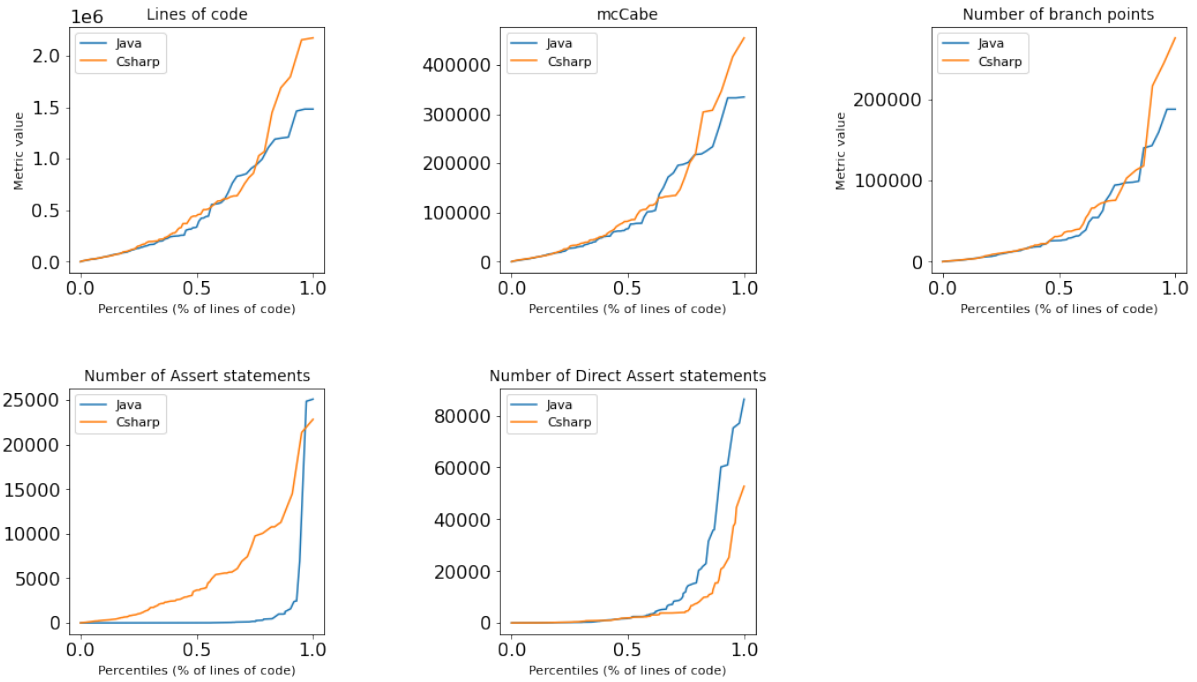 Lines of code
1e6
Java
Csharp
2.0
1.5
1.0
0.5
0.0
Metric value
0.0 0.5 1.0
Percentiles (% of lines of code)
mcCabe
Java
Csharp
400000
300000
200000
100000
0
0.0 0.5 1.0
Percentiles (% of lines of code)
Number of branch points
Java
Csharp
200000
100000
0
Metric value
0.0 0.5 1.0
Percentiles (% of lines of code)
Number of Assert statements
Java
Csharp
25000
20000
15000
10000
5000
0
0.0 0.5 1.0
Percentiles (% of lines of code)
Number of Direct Assert statements
Java
Csharp
80000
60000
40000
20000
0
0.0 0.5 1.0
Percentiles (% of lines of code)